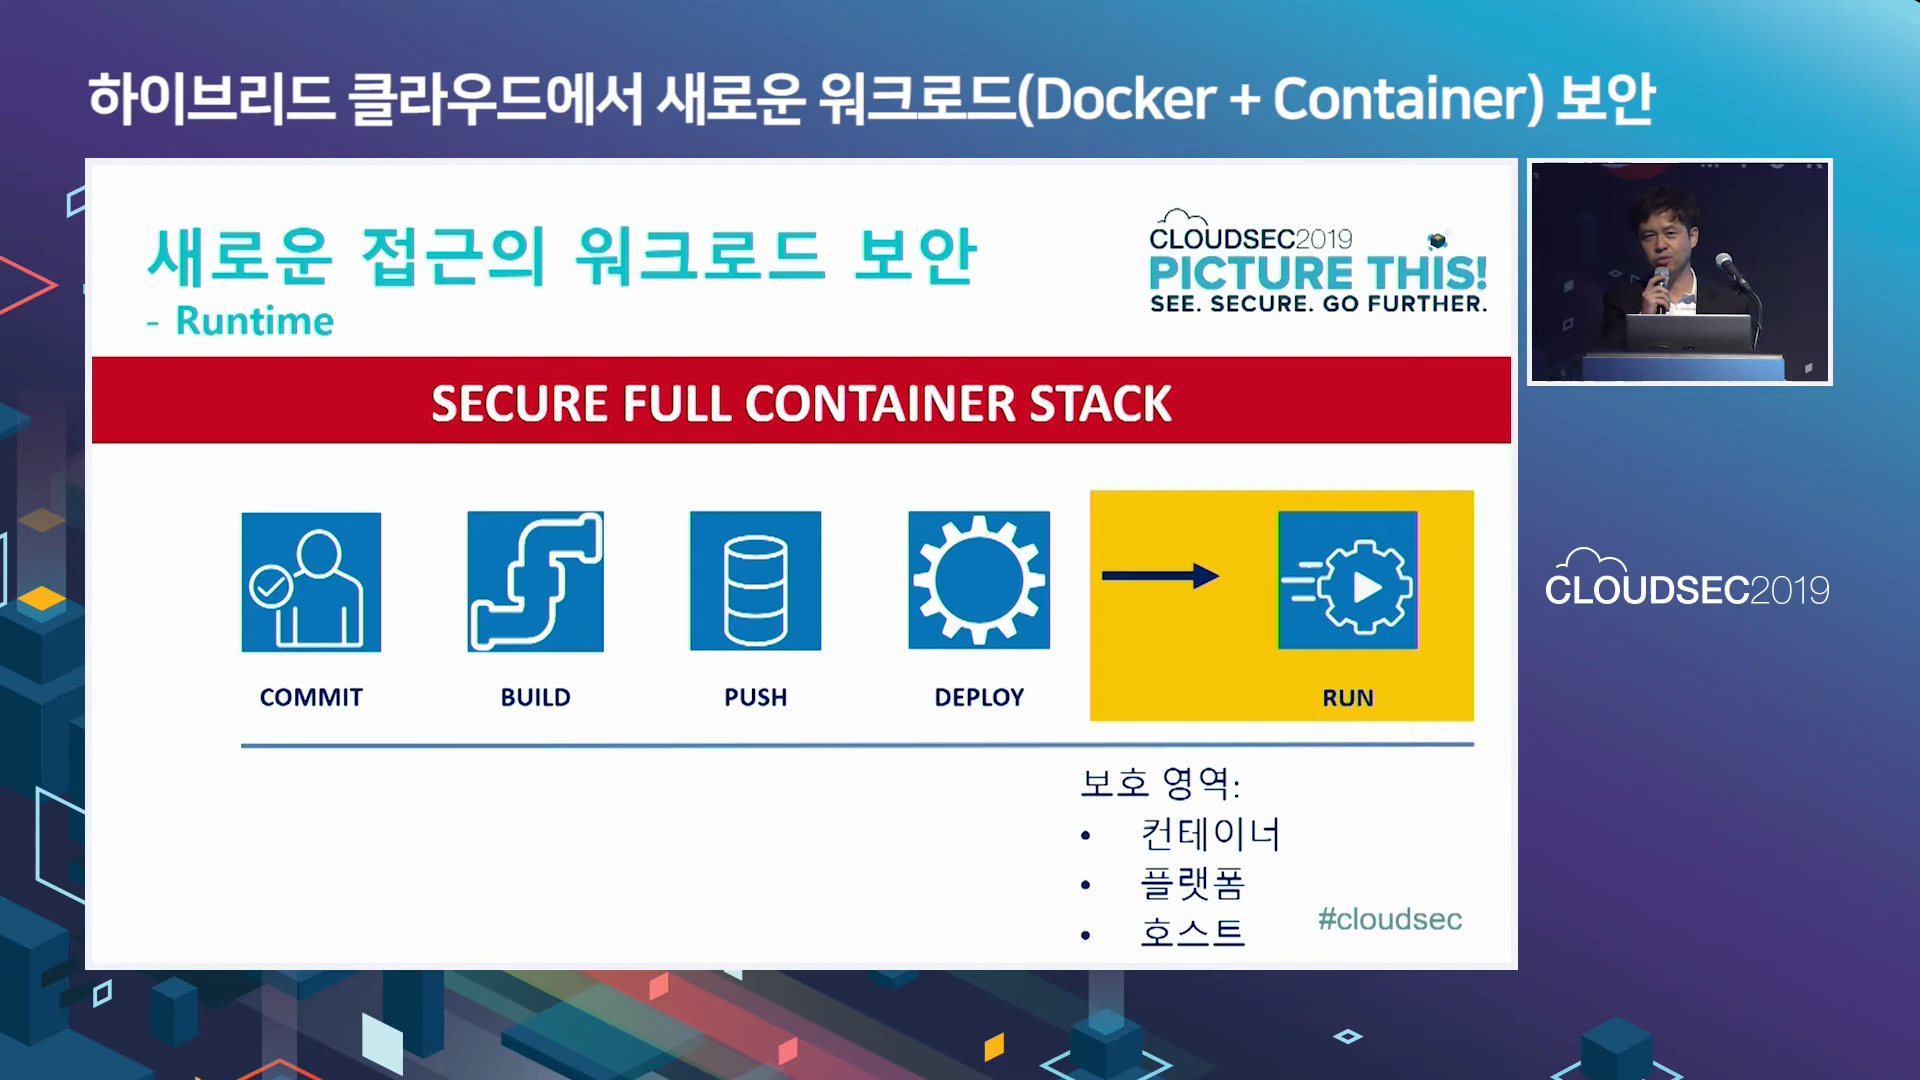 하이브리드 클라우드에서 새로운 워크로드(Docker + Container) 보안
새로운 접근의 워크로드 보안
- Runtime
CLOUDSEC2019
PICTURE THIS!
SEE. SECURE. GO FURTHER.
SECURE FULL CONTAINER STACK
COMMIT
BUILD
PUSH
DEPLOY
RUN
보호 영역:
• 컨테이너
• 플랫폼
• 호스트
#cloudsec
CLOUDSEC2019